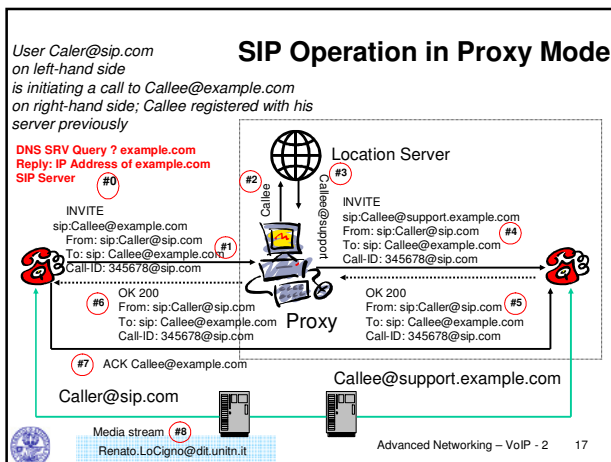 SIP Operation in Proxy Mode
User Caler@sip.com
on left-hand side
is initiating a call to Callee@example.com
on right-hand side; Callee registered with his
server previously
DNS SRV Query ? example.com
Reply: IP Address of example.com
SIP Server
#0
Location Server
#2
Callee
#3
Callee@support
INVITE
sip:Callee@example.com
From: sip:Caller@sip.com
To: sip: Callee@example.com
Call-ID: 345678@sip.com
#1
INVITE
sip:Callee@support.example.com
From: sip:Caller@sip.com
To: sip: Callee@example.com
Call-ID: 345678@sip.com
#4
Proxy
OK 200
From: sip:Caller@sip.com
To: sip: Callee@example.com
Call-ID: 345678@sip.com
#5
#6
OK 200
From: sip:Caller@sip.com
To: sip: Callee@example.com
Call-ID: 345678@sip.com
#7
ACK Callee@example.com
Caller@sip.com
Callee@support.example.com
Media stream
#8
Renato.LoCigno@dit.unitn.it
Advanced Networking – VoIP - 2
17